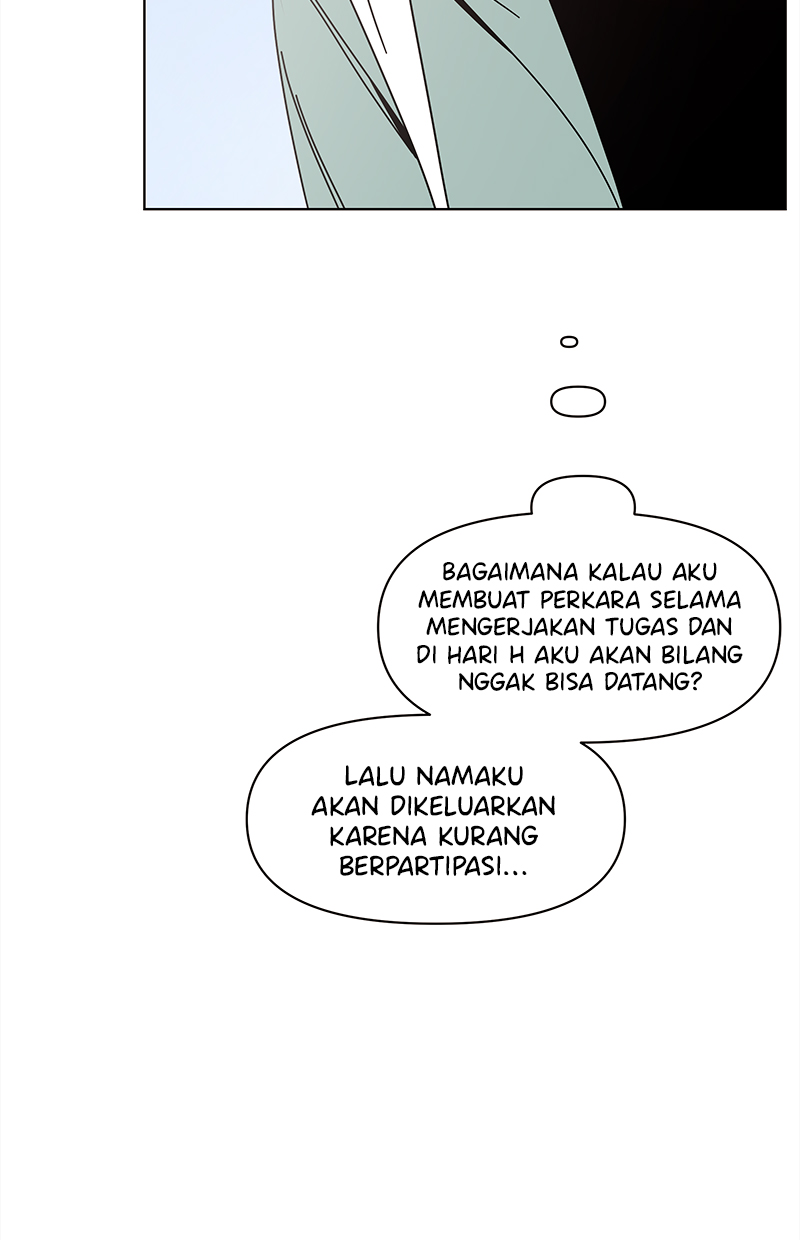 BAGAIMANA KALAU AKU
MEMBUAT PERKARA SELAMA
MENGERJAKAN TUGAS DAN
DI HARI H AKU AKAN BILANG
NGGAK BISA DATANG?
LALU NAMAKU
AKAN DIKELUARKAN
KARENA KURANG
BERPARTIPASI...